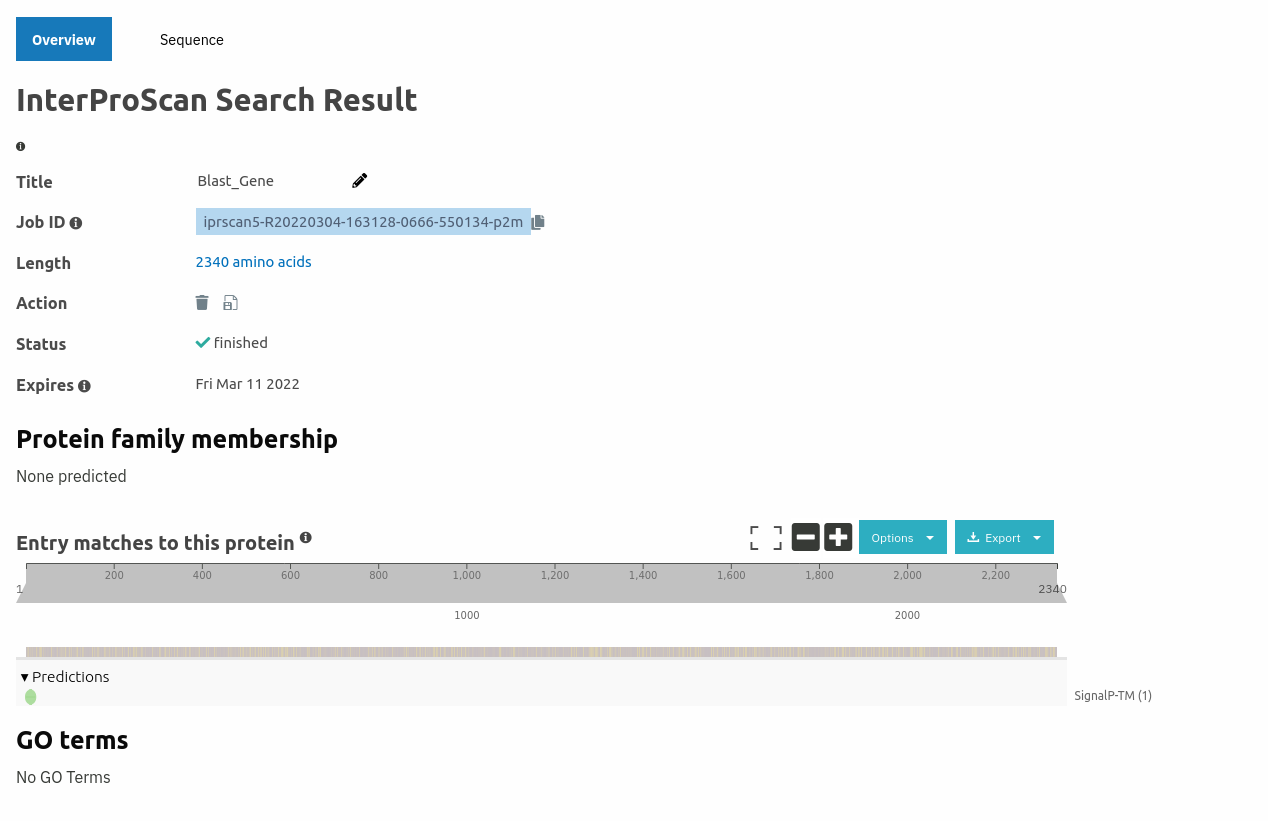 Overview Sequence
InterProScan Search Result
Title Blast_Gene
Job ID iprscan5-R20220304-163128-0666-550134-p2m
Length 2340 amino acids
Action
Status finished
Expires Fri Mar 11 2022
Protein family membership
None predicted
Entry matches to this protein Options Export
200 400 600 800 1,000 1,200 1,400 1,600 1,800 2,000 2,200
1 2340
1000 2000
Predictions
SignalP-TM (1)
GO terms
No GO Terms